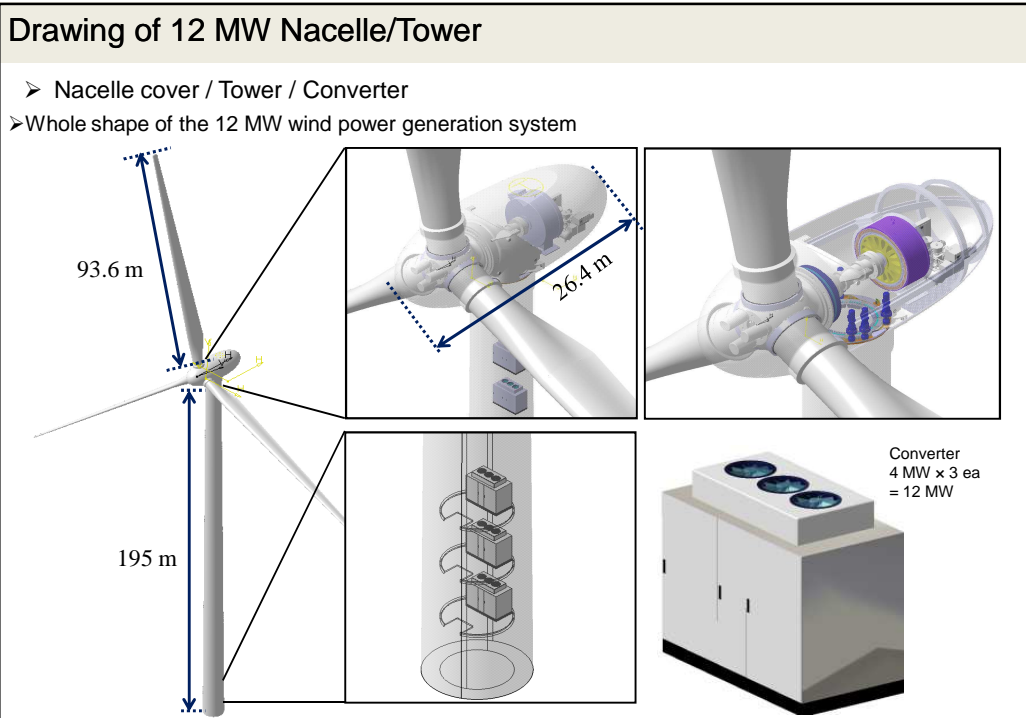 Drawing of 12 MW Nacelle/Tower
➢ Nacelle cover / Tower / Converter
➢Whole shape of the 12 MW wind power generation system
93.6 m
26.4 m
H
H
195 m
Converter
4 MW × 3 ea
= 12 MW